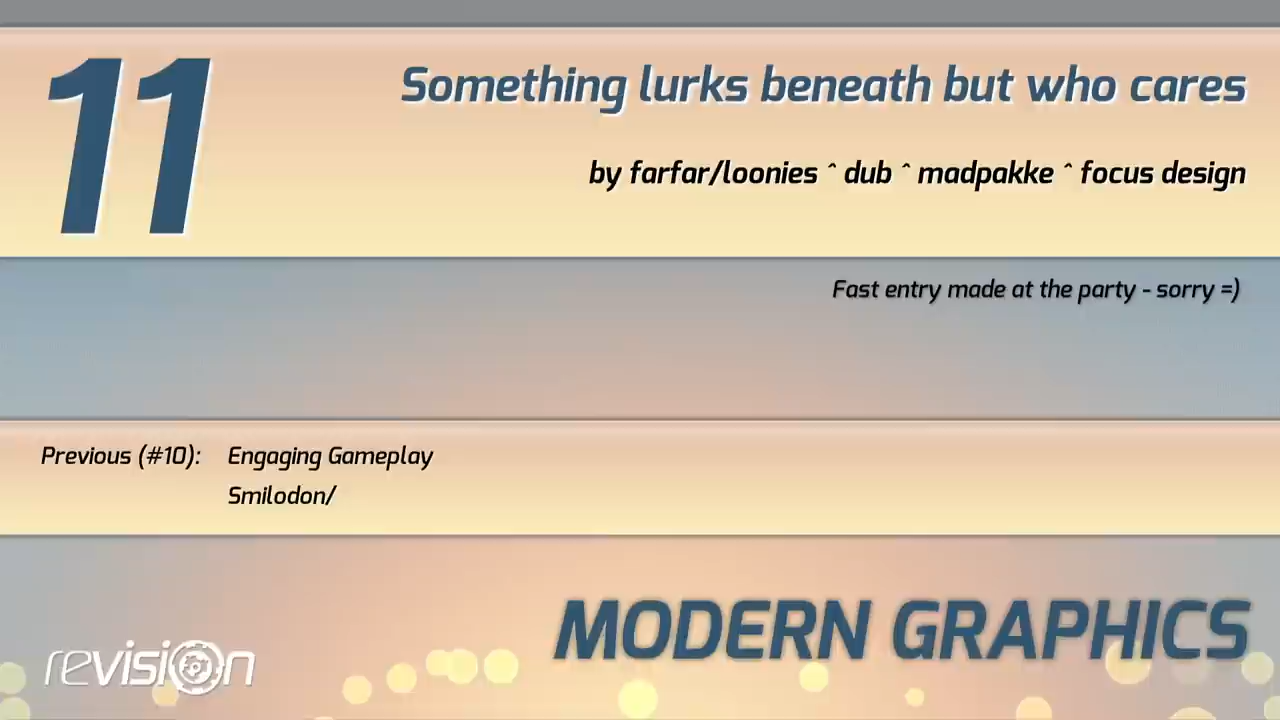 11
Something lurks beneath but who cares
by farfar/loonies ^ dub ^ madpakke ^ focus design
Fast entry made at the party - sorry =)
Previous (#10): Engaging Gameplay
Smilodon/
MODERN GRAPHICS
revision